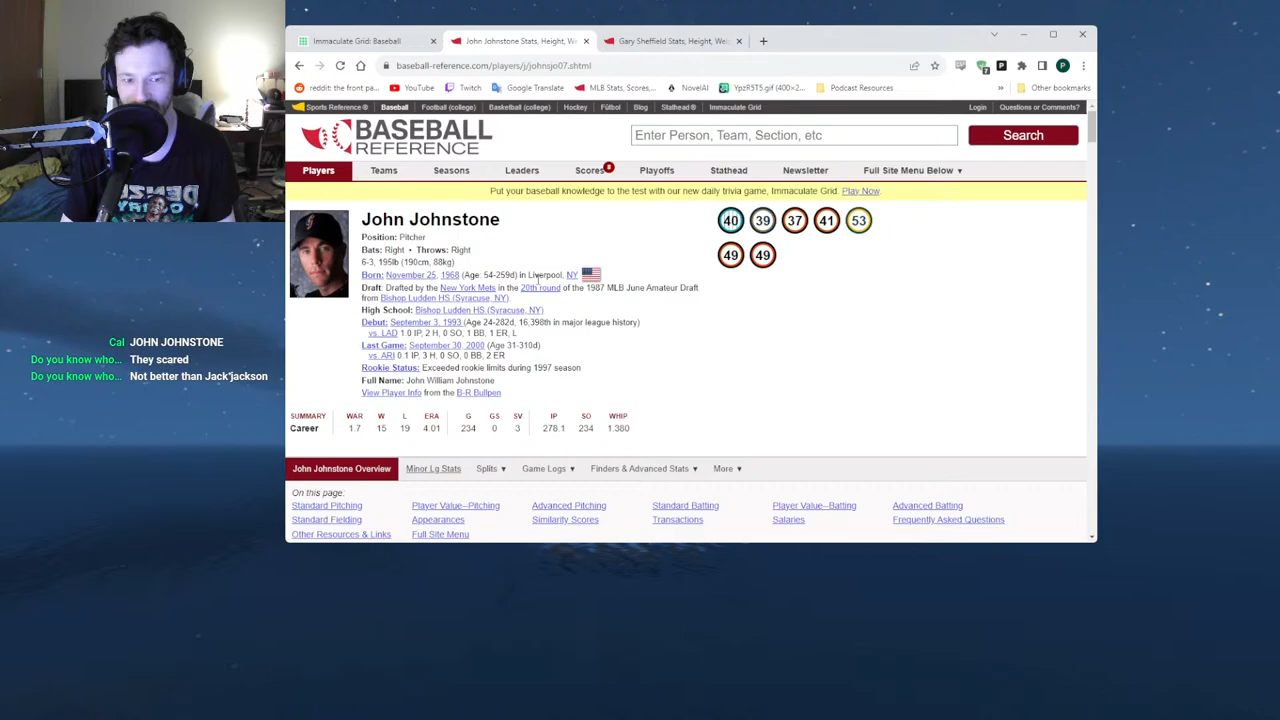 Immaculate Grid: Baseball
John Johnstone Stats, Height, We
Gary Sheffield Stats, Height, Wei
baseball-reference.com/players/j/johnsjo07.shtml
reddit: the front pa
YouTube
Twitch
Google Translate
MLB Stats, Scores,
NovelAI
YpzR5T5.gif (400×2
Podcast Resources
Other bookmarks
Sports Reference ®
Baseball
Football (college)
Basketball (college)
Hockey
Fútbol
Blog
Stathead ®
Immaculate Grid
Login
Questions or Comments?
BASEBALL
REFERENCE
Enter Person, Team, Section, etc
Search
Players
Teams
Seasons
Leaders
Scores 8
Playoffs
Stathead
Newsletter
Full Site Menu Below ▼
Put your baseball knowledge to the test with our new daily trivia game, Immaculate Grid. Play Now.
John Johnstone
Position: Pitcher
Bats: Right • Throws: Right
6-3, 195lb (190cm, 88kg)
Born: November 25, 1968 (Age: 54-259d) in Liverpool, NY
Draft: Drafted by the New York Mets in the 20th round of the 1987 MLB June Amateur Draft
from Bishop Ludden HS (Syracuse, NY).
High School: Bishop Ludden HS (Syracuse, NY)
Debut: September 3, 1993 (Age 24-282d, 16,398th in major league history)
vs. LAD 1.0 IP, 2 H, 0 SO, 1 BB, 1 ER, L
Last Game: September 30, 2000 (Age 31-310d)
vs. ARI 0.1 IP, 3 H, 0 SO, 0 BB, 2 ER
Rookie Status: Exceeded rookie limits during 1997 season
Full Name: John William Johnstone
View Player Info from the B-R Bullpen
40 39 37 41 53
49 49
SUMMARY WAR W L ERA G GS SV IP SO WHIP
Career 1.7 15 19 4.01 234 0 3 278.1 234 1.380
John Johnstone Overview
Minor Lg Stats
Splits ▼
Game Logs ▼
Finders & Advanced Stats ▼
More ▼
On this page:
Standard Pitching
Player Value--Pitching
Advanced Pitching
Standard Batting
Player Value--Batting
Advanced Batting
Standard Fielding
Appearances
Similarity Scores
Transactions
Salaries
Frequently Asked Questions
Other Resources & Links
Full Site Menu
Cal JOHN JOHNSTONE
Do you know who... They scared
Do you know who... Not better than Jack jackson